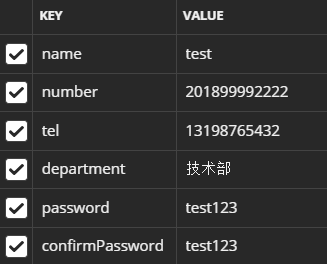 KEY VALUE
name test
number 201899992222
tel 13198765432
department 技术部
password test123
confirmPassword test123